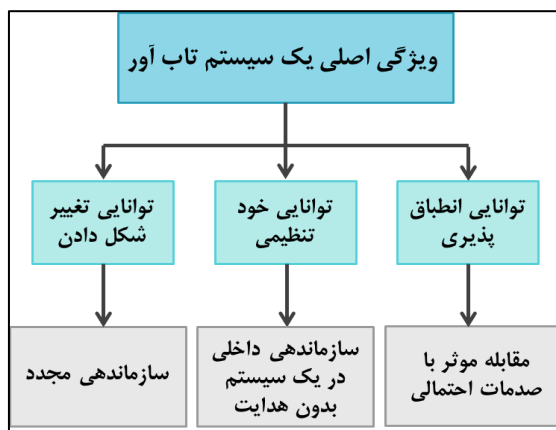 ویژگی اصلی یک سیستم تاب آور
توانایی انطباق
پذیری
توانایی خود
تنظیمی
توانایی تغییر
شکل دادن
مقابله موثر با
صدمات احتمالی
سازماندهی داخلی
در یک سیستم
بدون هدایت
سازماندهی مجدد